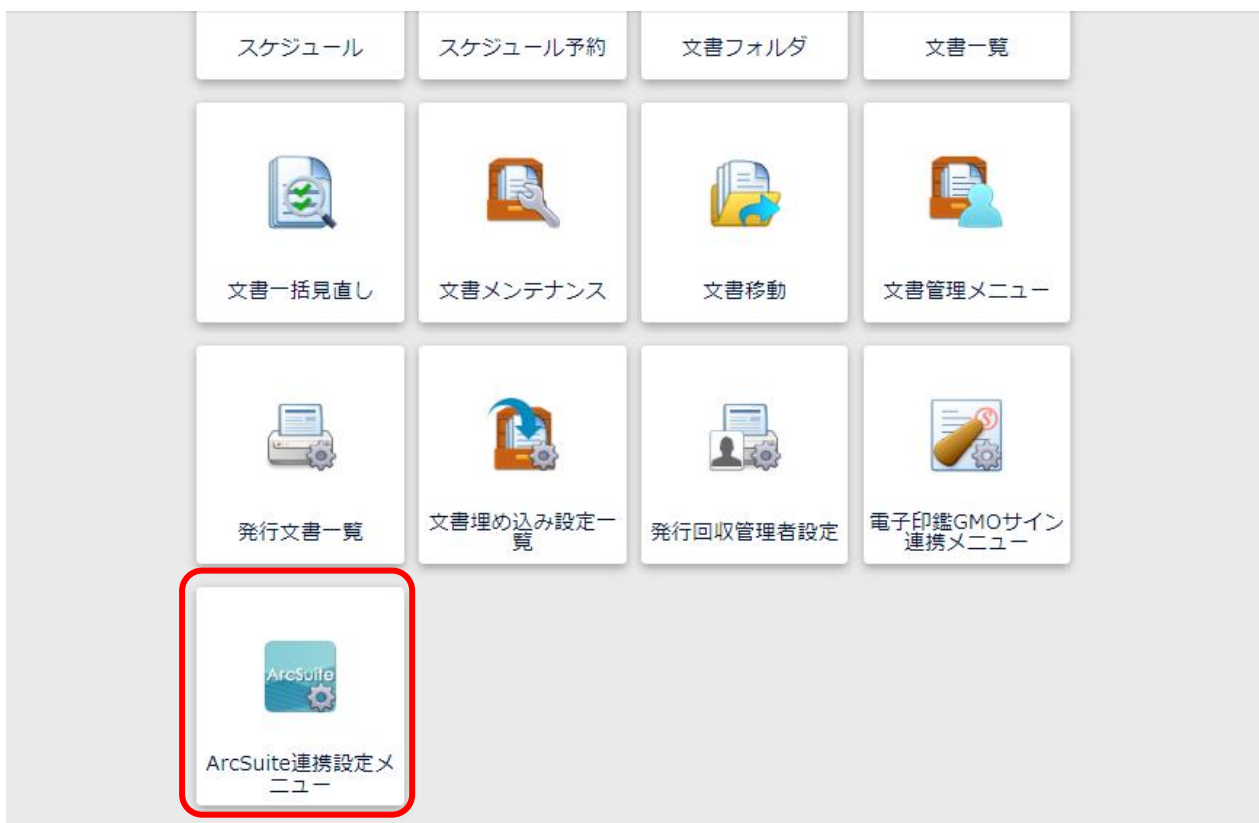 スケジュール
スケジュール予約
文書フォルダ
文書一覧
文書一括見直し
文書メンテナンス
文書移動
文書管理メニュー
発行文書一覧
文書埋め込み設定一
覧
発行回収管理者設定
電子印鑑GMOサイン
連携メニュー
ArcSuite
ArcSuite連携設定メ
ニュー